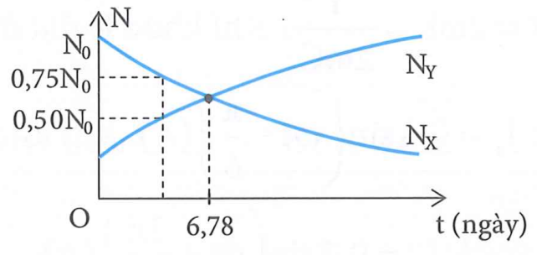 N
N₀
0,75N₀
0,50N₀
N_Y
N_X
O
6,78
t (ngày)